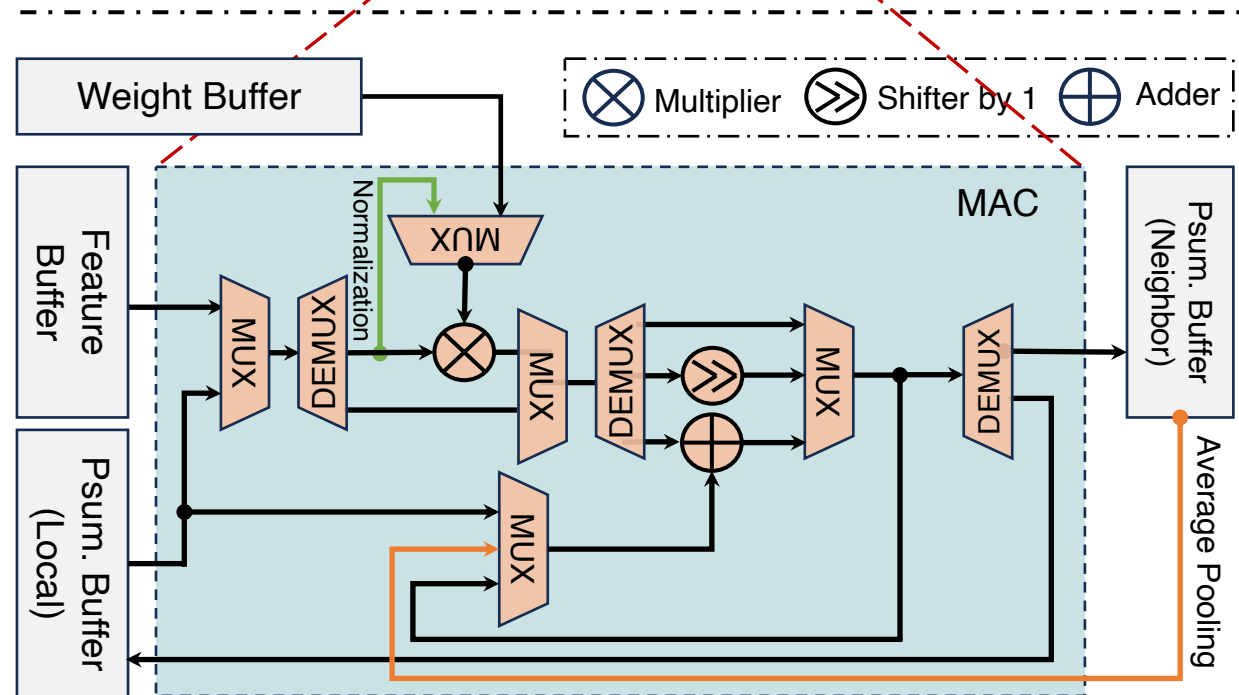 Weight Buffer
Multiplier
Shifter by 1
Adder
MAC
Normalization
MUX
Feature
Buffer
MUX
DEMUX
MUX
DEMUX
MUX
DEMUX
Psum. Buffer
(Neighbor)
Psum. Buffer
(Local)
MUX
Average Pooling